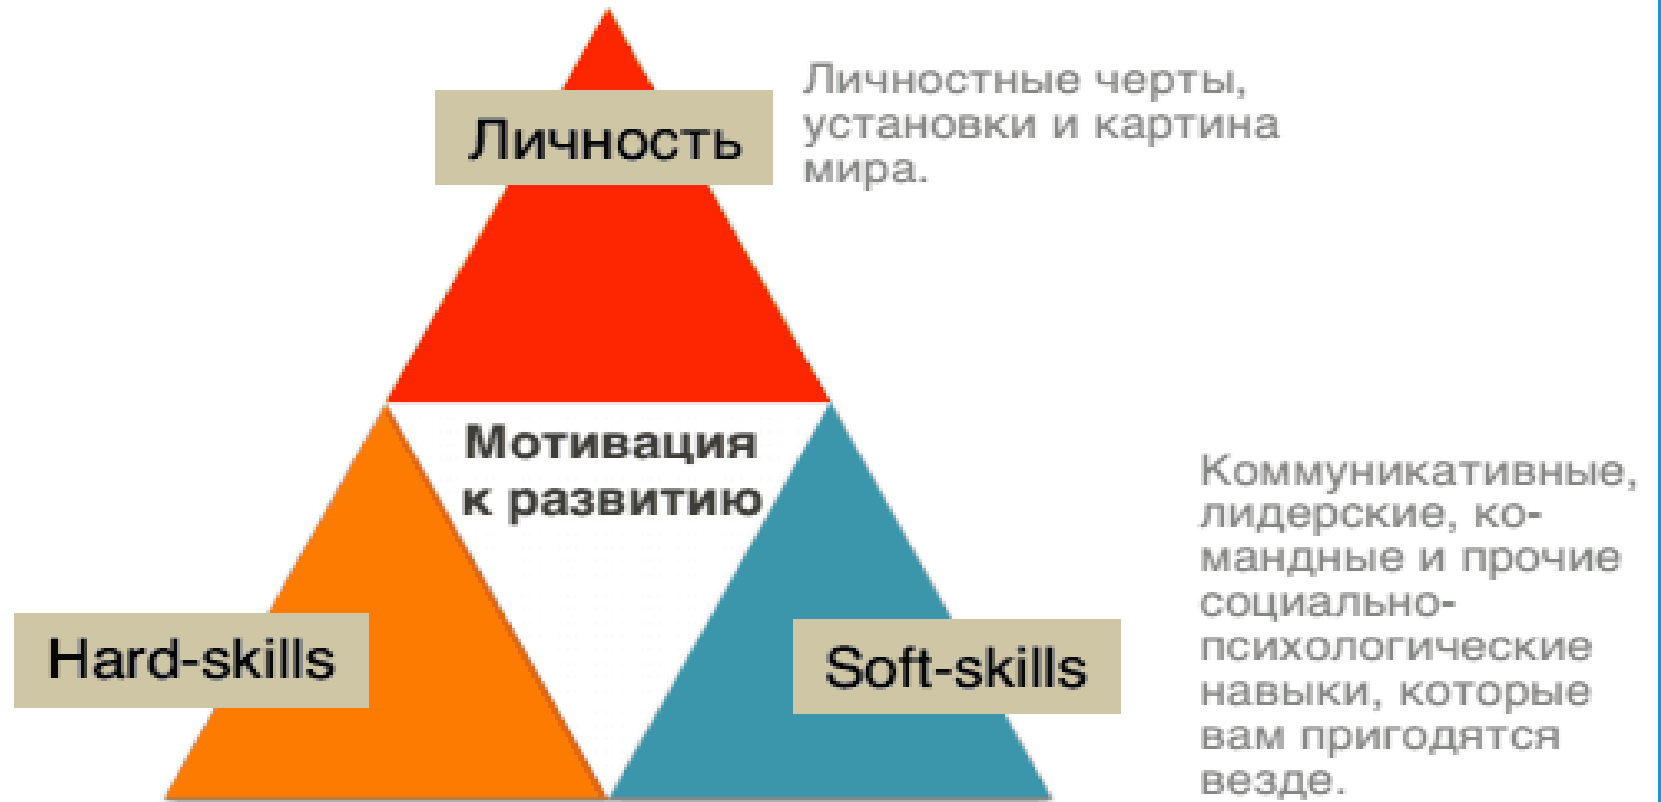 Личность
Личностные черты,
установки и картина
мира.
Мотивация
к развитию
Hard-skills
Soft-skills
Коммуникативные,
лидерские, ко-
мандные и прочие
социально-
психологические
навыки, которые
вам пригодятся
везде.